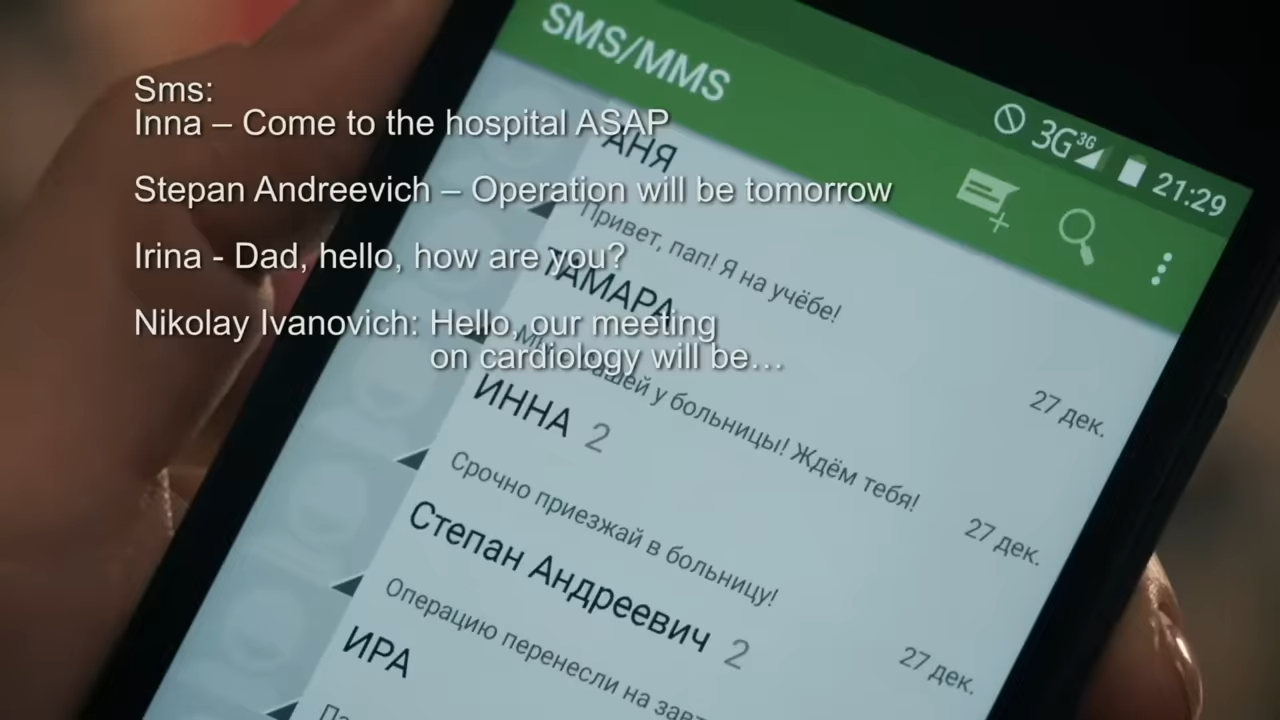 SMS/MMS
3G 3G 21:29
Sms:
Inna – Come to the hospital ASAP
Stepan Andreevich – Operation will be tomorrow
Irina - Dad, hello, how are you?
Nikolay Ivanovich: Hello, our meeting
on cardiology will be…
АНЯ
Привет, пап! Я на учёбе!
27 дек.
ТАМАРА
у больницы! Ждём тебя!
27 дек.
ИННА 2
Срочно приезжай в больницу!
27 дек.
Степан Андреевич 2
Операцию перенесли на
ИРА